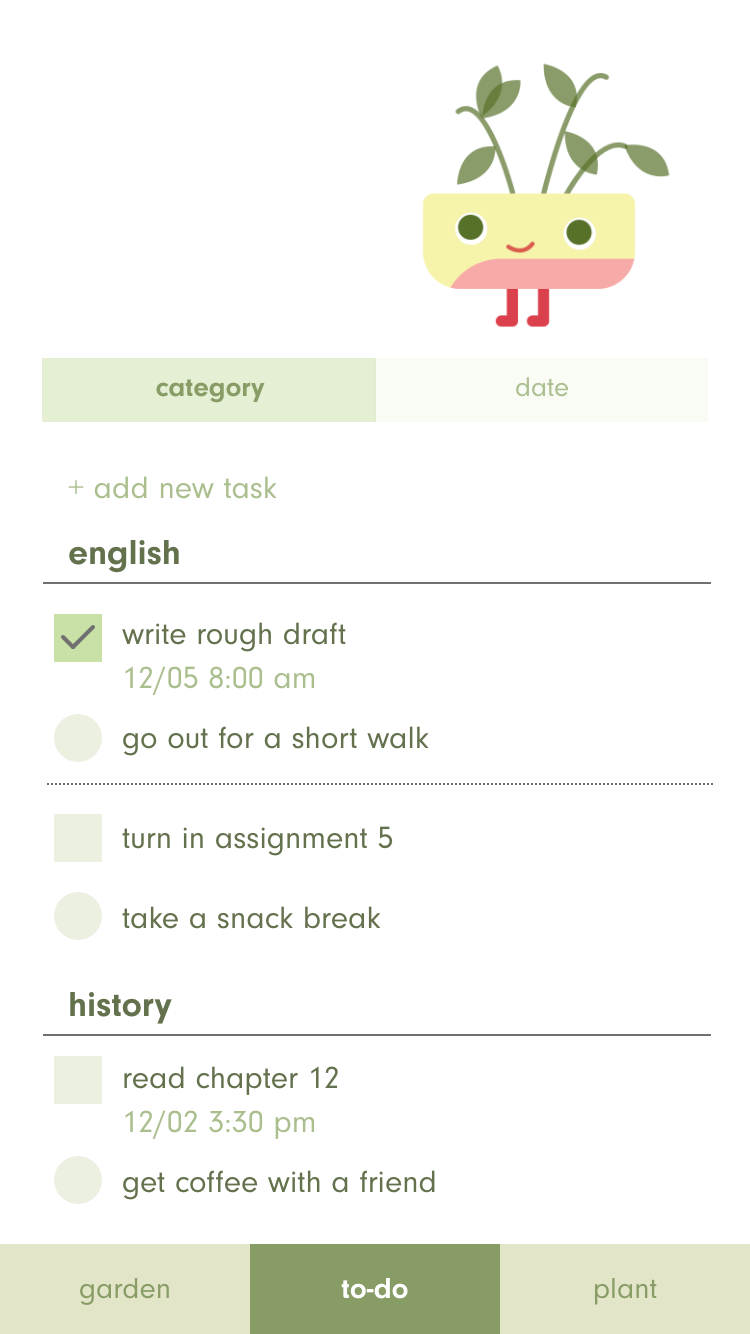 category
date
+ add new task
english
write rough draft
12/05 8:00 am
go out for a short walk
turn in assignment 5
take a snack break
history
read chapter 12
12/02 3:30 pm
get coffee with a friend
garden
to-do
plant